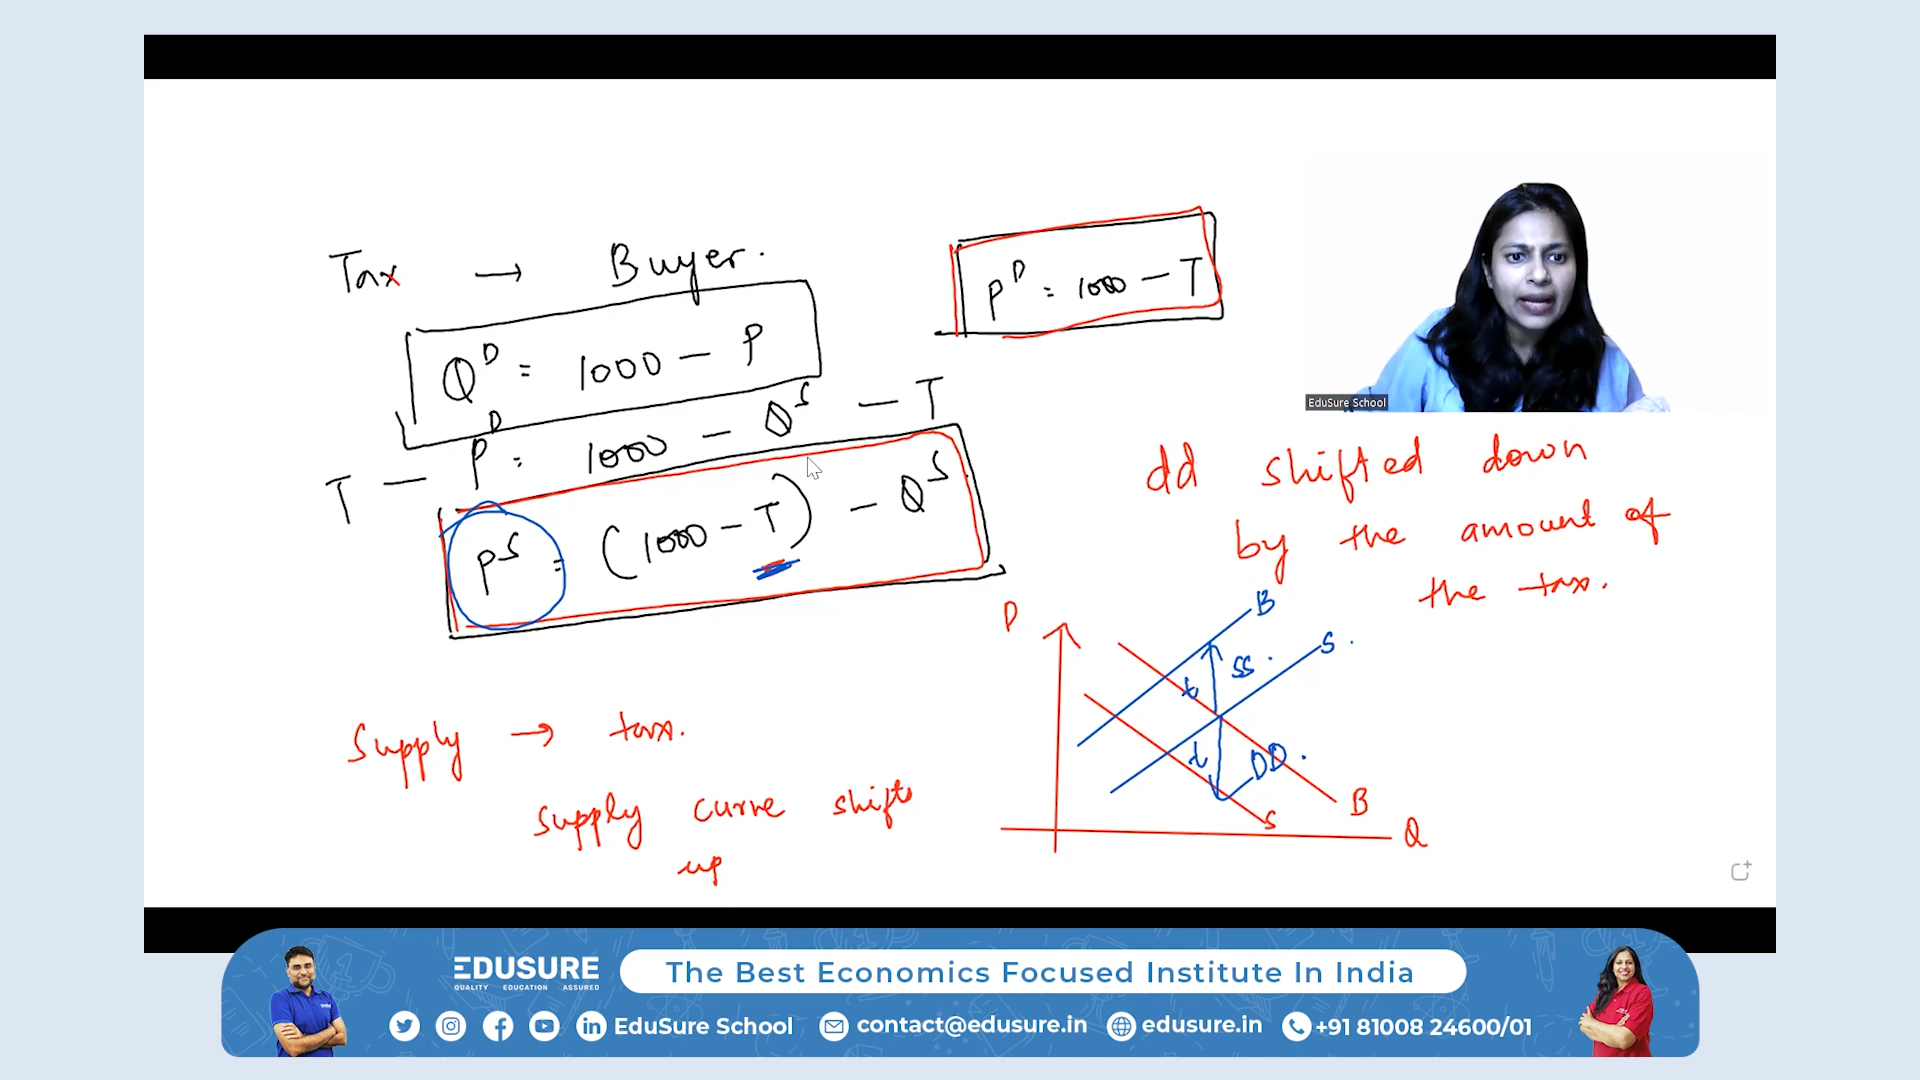 Tax → Buyer.
Q^D = 1000 - P
P^D = 1000 - T
T - P^D = 1000 - Q^S - T
P^S = (1000 - T) - Q^S
EduSure School
dd shifted down
by the amount of
the tax.
P
B
S.
SS.
t
t
DD.
B
S
Q
Supply → tax.
Supply curve shifts
up
EDUSURE
QUALITY EDUCATION ASSURED
The Best Economics Focused Institute In India
EduSure School contact@edusure.in edusure.in +91 81008 24600/01